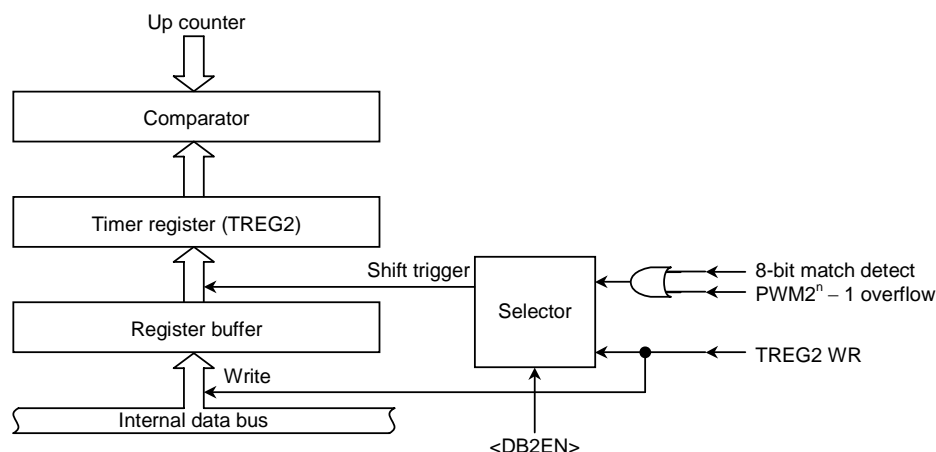 Up counter
Comparator
Timer register (TREG2)
Shift trigger
8-bit match detect
PWM2ⁿ – 1 overflow
Selector
Register buffer
TREG2 WR
Write
Internal data bus
<DB2EN>